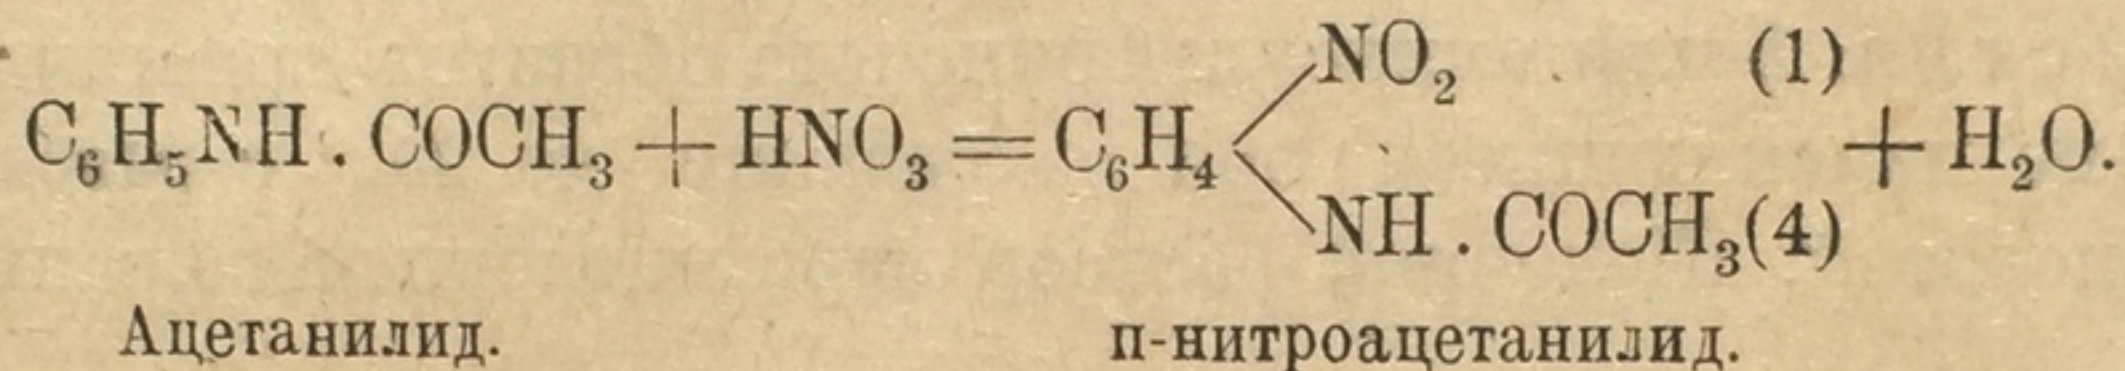 NO₂ (1)
C₆H₅NH . COCH₃ + HNO₃ = C₆H₄ + H₂O.
NH . COCH₃ (4)
Ацетанилид. п-нитроацетанилид.